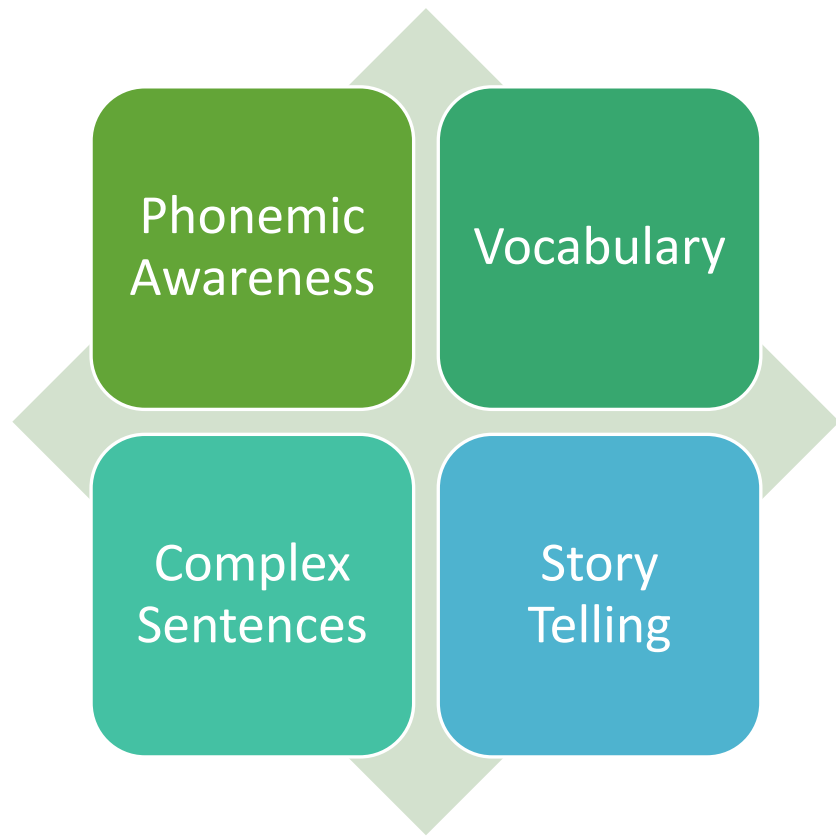 Phonemic
Awareness
Vocabulary
Complex
Sentences
Story
Telling